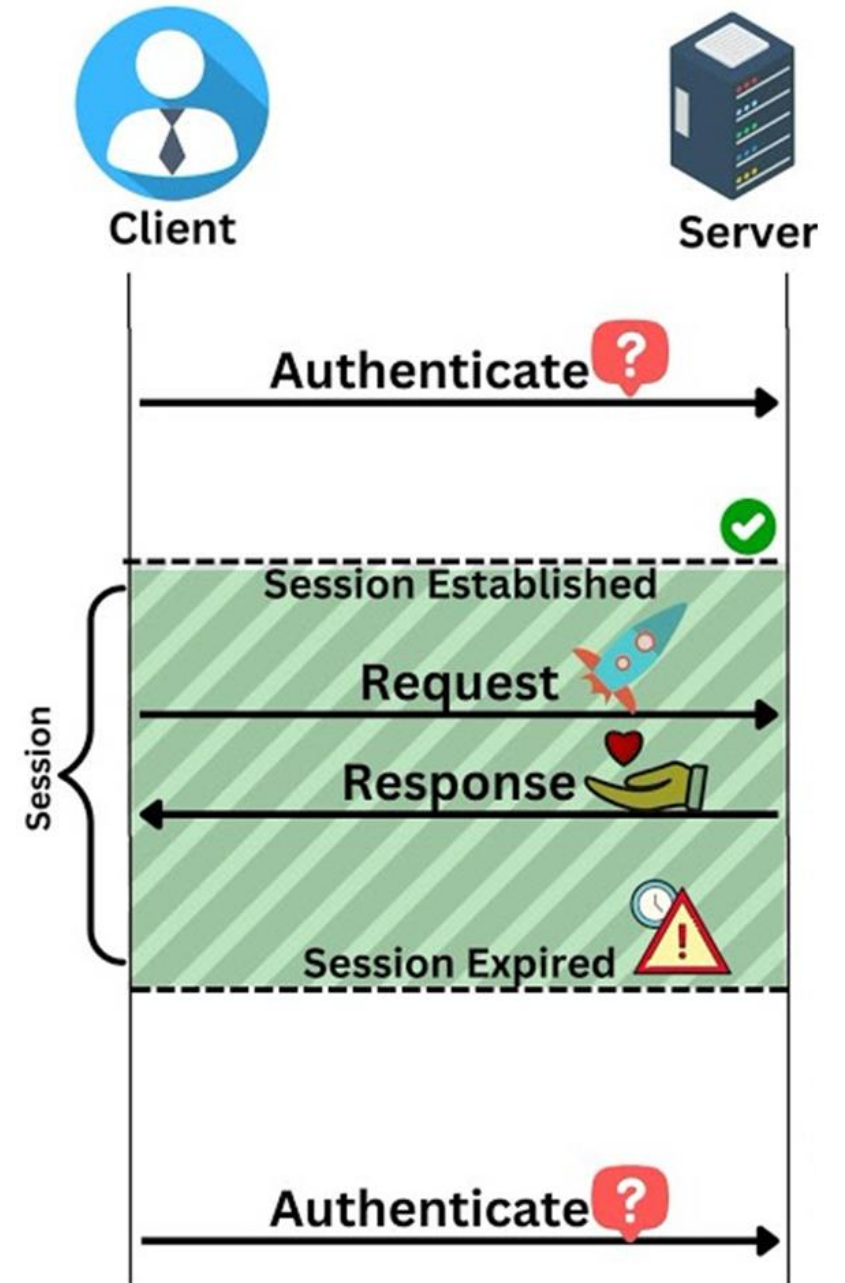 Client
Server
Authenticate
?
Session Established
Request
Session
Response
Session Expired
!
Authenticate
?